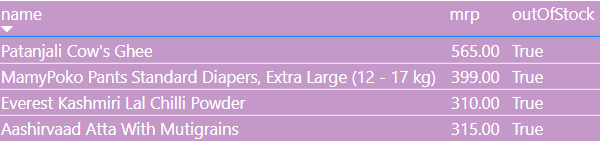 name mrp outOfStock
Patanjali Cow's Ghee 565.00 True
MamyPoko Pants Standard Diapers, Extra Large (12 - 17 kg) 399.00 True
Everest Kashmiri Lal Chilli Powder 310.00 True
Aashirvaad Atta With Mutigrains 315.00 True